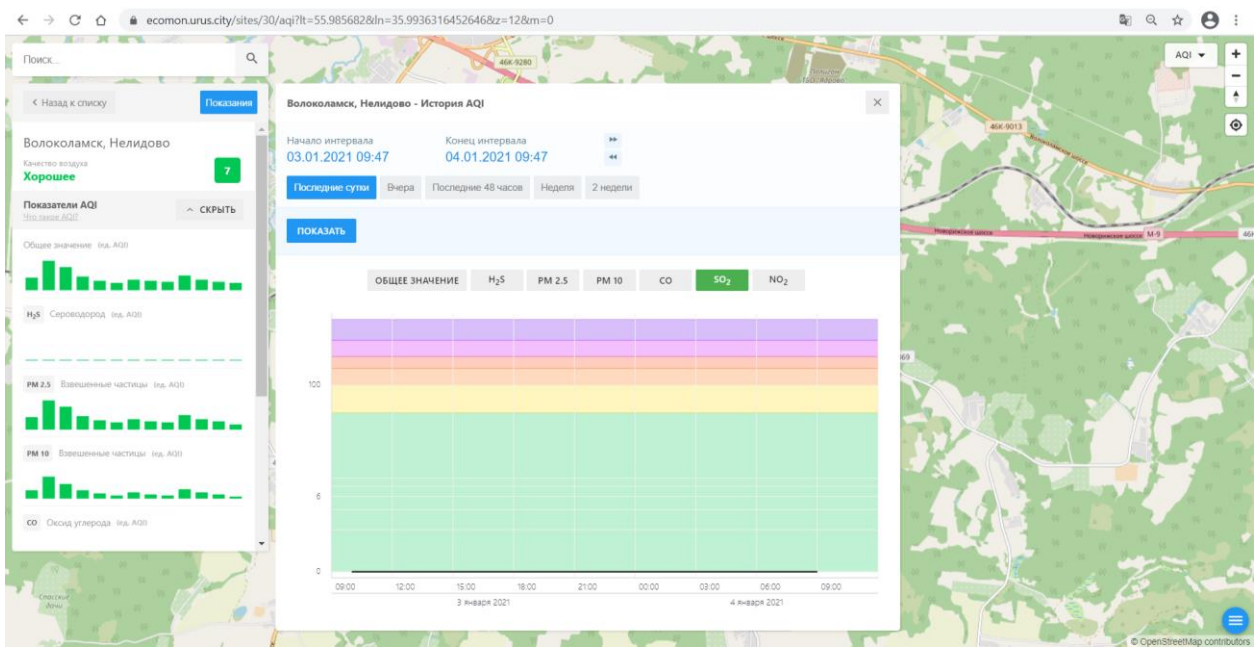 ecomon.urus.city/sites/30/aqi?lt=55.985682&ln=35.9936316452646&z=12&m=0
Поиск...
46К-9280
AQI
Назад к списку
Показания
Волоколамск, Нелидово - История AQI
46К-9013
Волоколамск, Нелидово
Качество воздуха
Хорошее
7
Начало интервала
Конец интервала
03.01.2021 09:47
04.01.2021 09:47
Последние сутки
Вчера
Последние 48 часов
Неделя
2 недели
Показатели AQI
Что такое AQI?
СКРЫТЬ
ПОКАЗАТЬ
Новорижское шоссе
Новорижское шоссе
М-9
46К
Общее значение (ед. AQI)
ОБЩЕЕ ЗНАЧЕНИЕ
H₂S
PM 2.5
PM 10
CO
SO₂
NO₂
H₂S Сероводород (ед. AQI)
469
PM 2.5 Взвешенные частицы (ед. AQI)
100
PM 10 Взвешенные частицы (ед. AQI)
6
CO Оксид углерода (ед. AQI)
0
09:00
12:00
15:00
18:00
21:00
00:00
03:00
06:00
09:00
3 января 2021
4 января 2021
© OpenStreetMap contributors